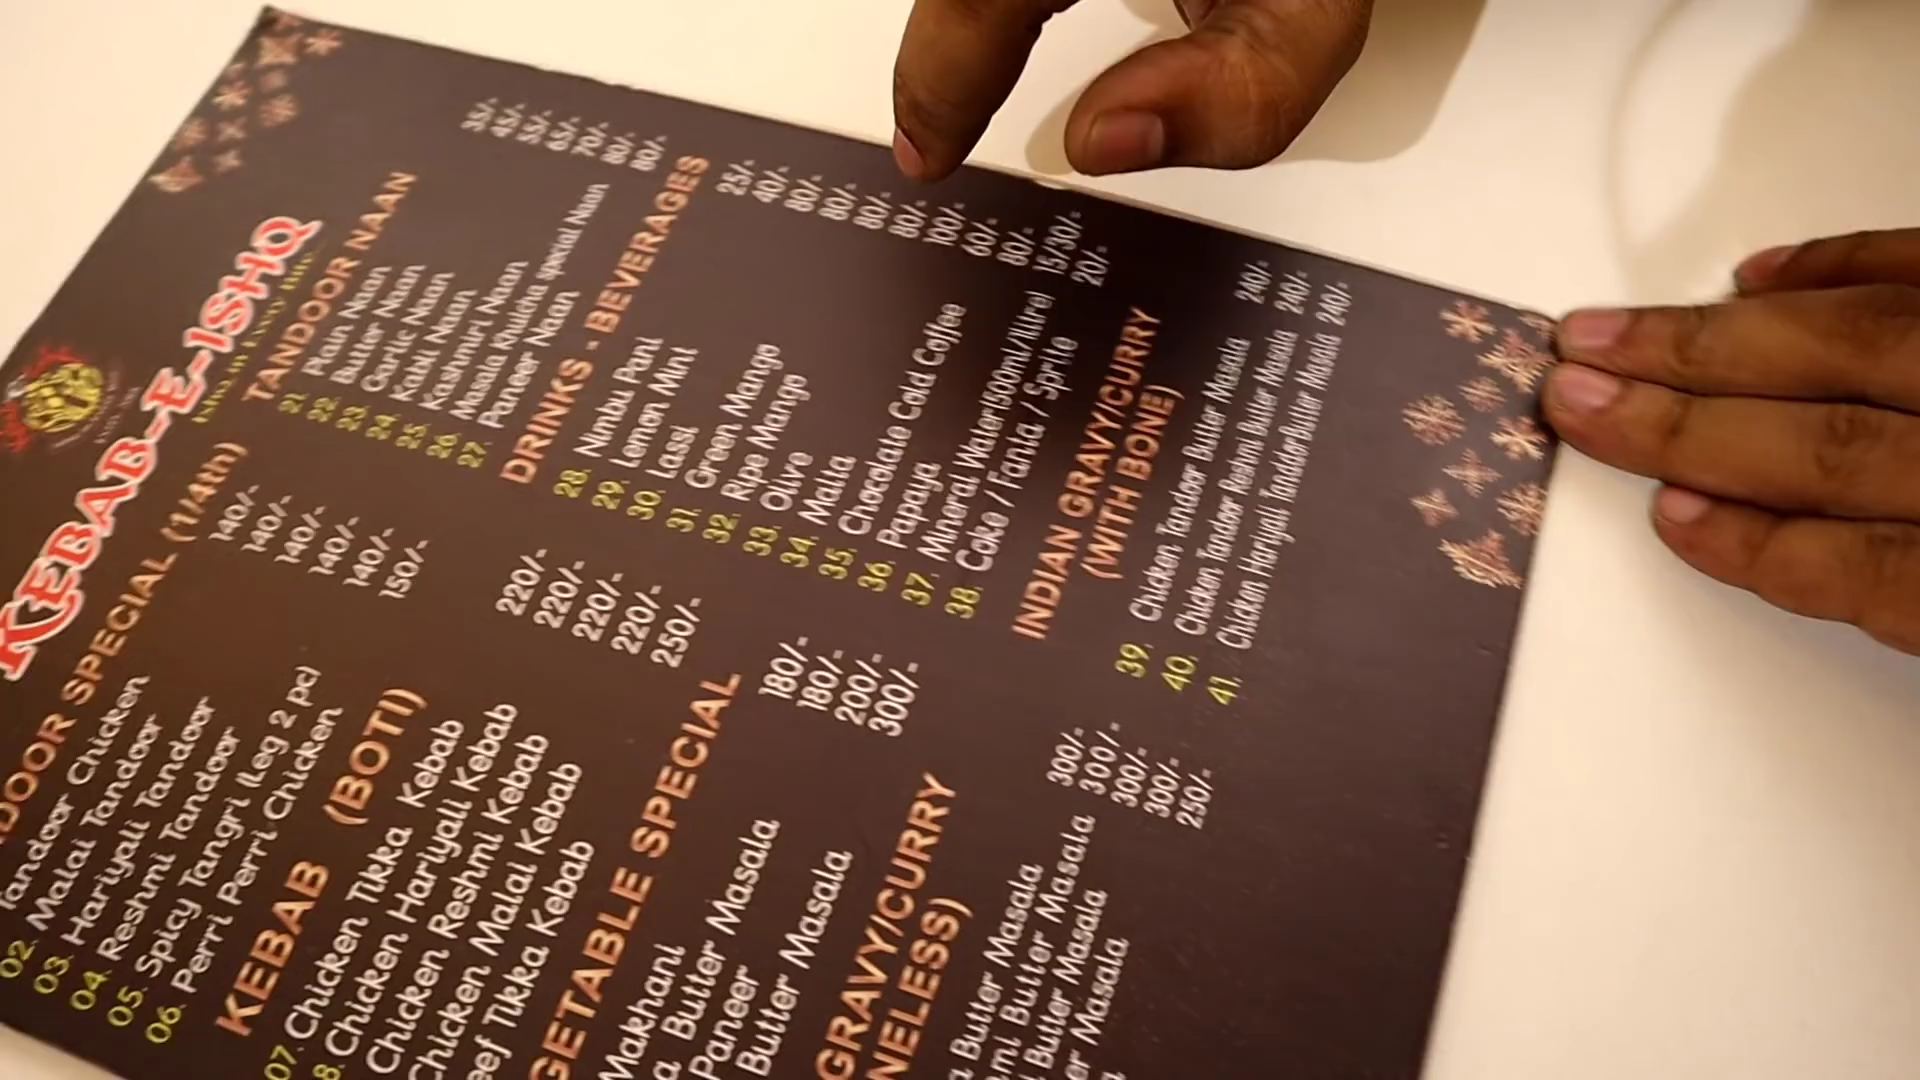 KEBAB-E-ISHQ
TANDOOR SPECIAL (1/4th)
Tandoor Chicken 140/-
02. Malai Tandoor 140/-
03. Hariyali Tandoor 140/-
04. Reshmi Tandoor 140/-
05. Spicy Tangri (Leg 2 pc) 140/-
06. Perri Perri Chicken 150/-
KEBAB (BOTI)
07. Chicken Tikka Kebab 220/-
8. Chicken Hariyali Kebab 220/-
Chicken Reshmi Kebab 220/-
Chicken Malai Kebab 220/-
eef Tikka Kebab 250/-
GETABLE SPECIAL
Makhani 180/-
a Butter Masala 180/-
Paneer 200/-
Butter Masala 300/-
GRAVY/CURRY
NELESS)
a Butter Masala 300/-
mi Butter Masala 300/-
Butter Masala 300/-
er Masala 300/-
250/-
TANDOOR NAAN
21. Plain Naan 35/-
22. Butter Naan 45/-
23. Garlic Naan 55/-
24. Kabli Naan 65/-
25. Kashmiri Naan 70/-
26. Masala Khulcha special Naan 80/-
27. Paneer Naan 80/-
DRINKS - BEVERAGES
28. Nimbu Pani 25/-
29. Lemon Mint 40/-
30. Lassi 80/-
31. Green Mango 80/-
32. Ripe Mango 80/-
33. Olive 80/-
34. Malta 100/-
35. Chocolate Cold Coffee 60/-
36. Papaya 80/-
37. Mineral Water(500ml/litre) 15/30/-
38. Coke / Fanta / Sprite 20/-
INDIAN GRAVY/CURRY
(WITH BONE)
39. Chicken Tandoor Butter Masala 240/-
40. Chicken Tandor Reshmi Butter Masala 240/-
41. Chicken Hariyali TandderButter Masala 240/-